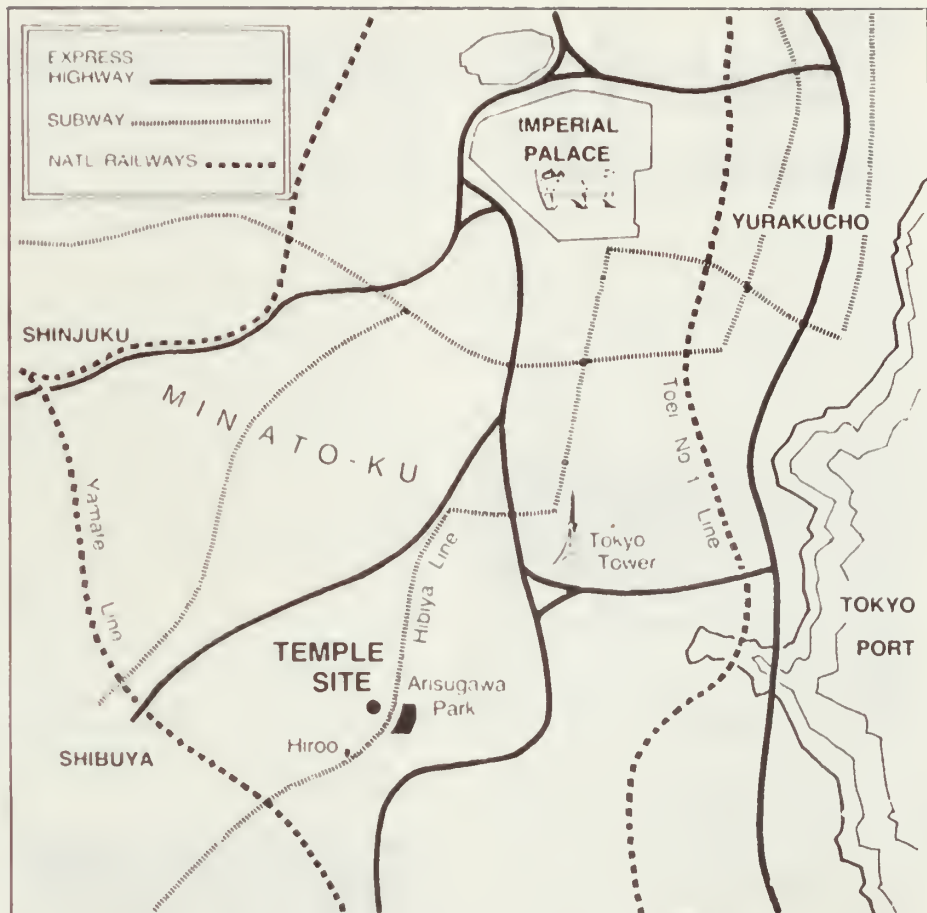 EXPRESS
HIGHWAY
SUBWAY
NATL RAILWAYS
IMPERIAL
PALACE
YURAKUCHO
SHINJUKU
MINATO-KU
Toei No 1 Line
Yamate Line
Hibiya Line
Tokyo
Tower
TOKYO
PORT
TEMPLE
SITE
Arisugawa
Park
Hiroo
SHIBUYA